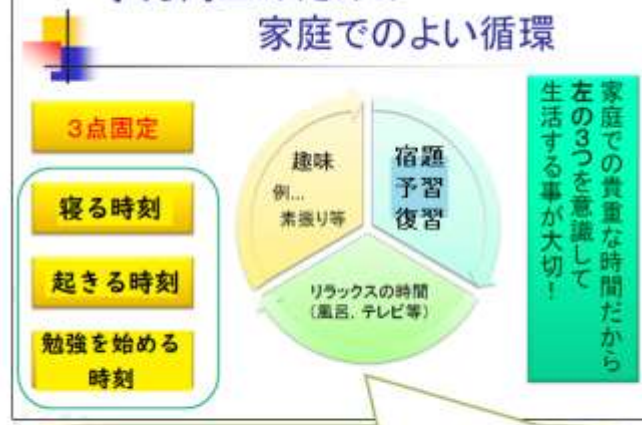 家庭でのよい循環
3点固定
寝る時刻
起きる時刻
勉強を始める
時刻
趣味
例...
素振り等
宿題
予習
復習
リラックスの時間
(風呂，テレビ等)
家庭での貴重な時間だから
左の3つを意識して
生活する事が大切！